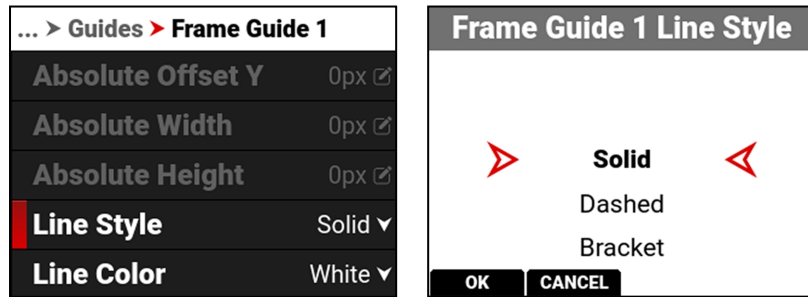 ... > Guides > Frame Guide 1
Absolute Offset Y 0px
Absolute Width 0px
Absolute Height 0px
Line Style Solid
Line Color White
Frame Guide 1 Line Style
Solid
Dashed
Bracket
OK CANCEL